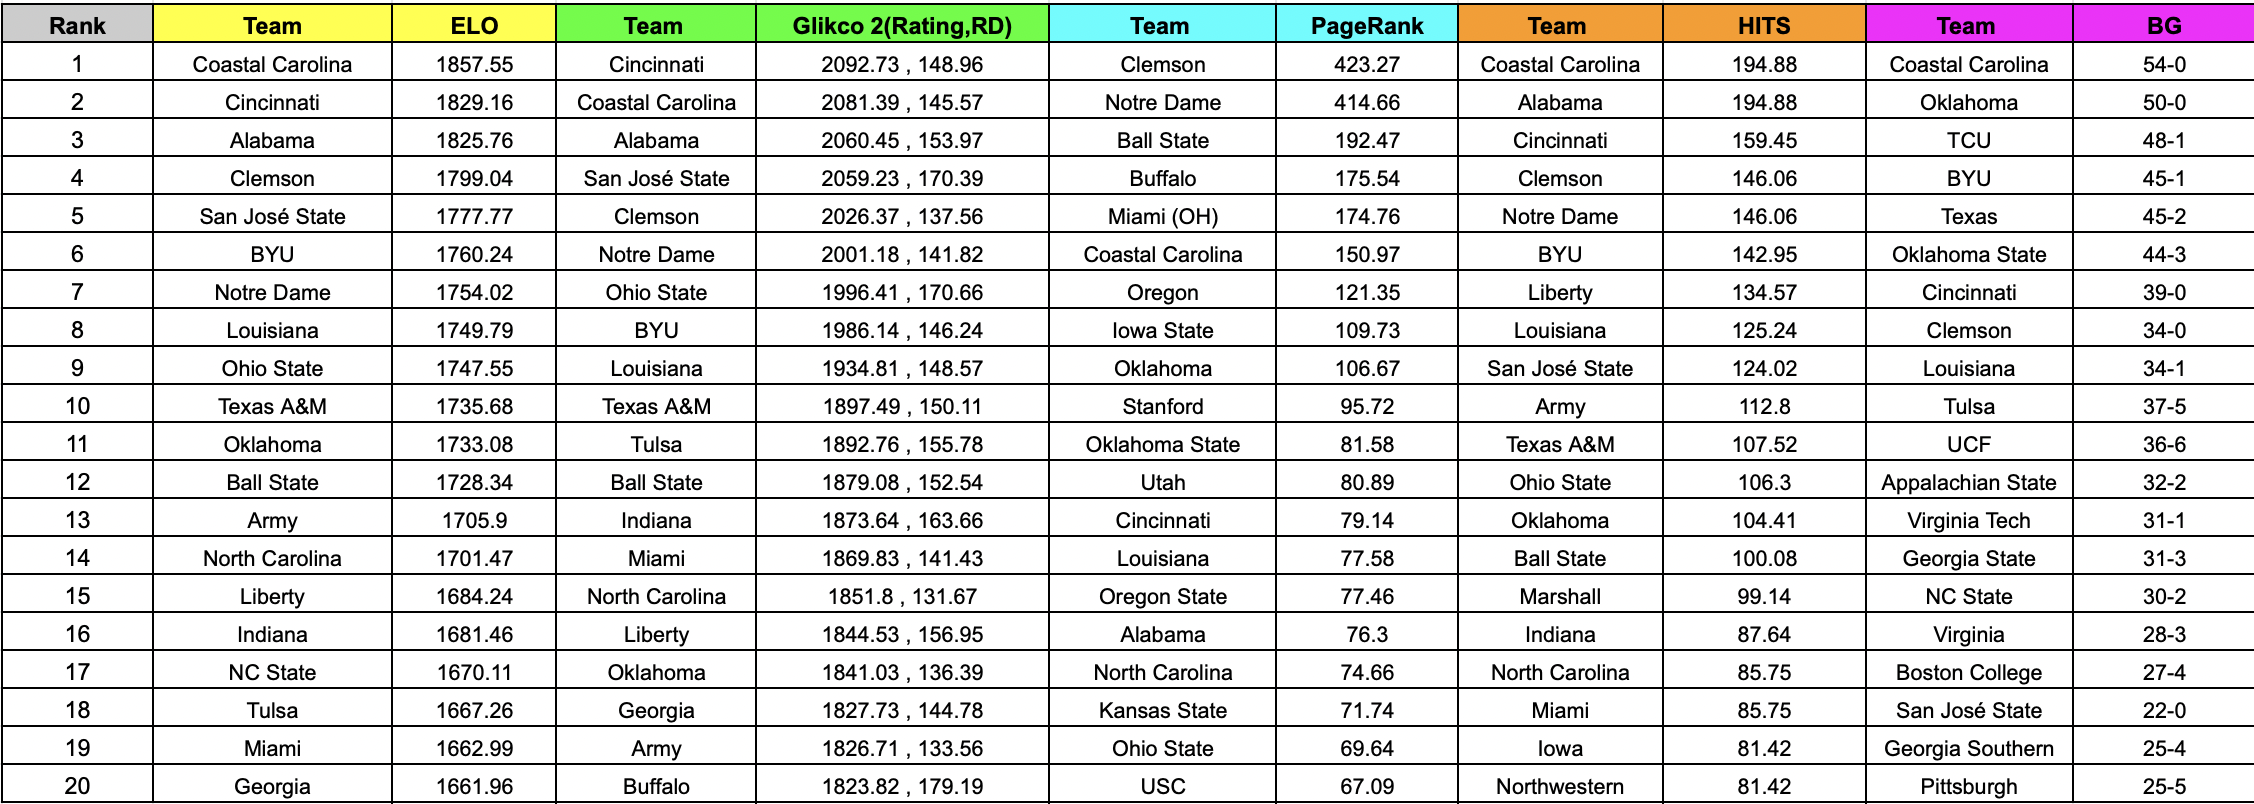 Rank Team ELO Team Glikco 2(Rating,RD) Team PageRank Team HITS Team BG
1 Coastal Carolina 1857.55 Cincinnati 2092.73 , 148.96 Clemson 423.27 Coastal Carolina 194.88 Coastal Carolina 54-0
2 Cincinnati 1829.16 Coastal Carolina 2081.39 , 145.57 Notre Dame 414.66 Alabama 194.88 Oklahoma 50-0
3 Alabama 1825.76 Alabama 2060.45 , 153.97 Ball State 192.47 Cincinnati 159.45 TCU 48-1
4 Clemson 1799.04 San José State 2059.23 , 170.39 Buffalo 175.54 Clemson 146.06 BYU 45-1
5 San José State 1777.77 Clemson 2026.37 , 137.56 Miami (OH) 174.76 Notre Dame 146.06 Texas 45-2
6 BYU 1760.24 Notre Dame 2001.18 , 141.82 Coastal Carolina 150.97 BYU 142.95 Oklahoma State 44-3
7 Notre Dame 1754.02 Ohio State 1996.41 , 170.66 Oregon 121.35 Liberty 134.57 Cincinnati 39-0
8 Louisiana 1749.79 BYU 1986.14 , 146.24 Iowa State 109.73 Louisiana 125.24 Clemson 34-0
9 Ohio State 1747.55 Louisiana 1934.81 , 148.57 Oklahoma 106.67 San José State 124.02 Louisiana 34-1
10 Texas A&M 1735.68 Texas A&M 1897.49 , 150.11 Stanford 95.72 Army 112.8 Tulsa 37-5
11 Oklahoma 1733.08 Tulsa 1892.76 , 155.78 Oklahoma State 81.58 Texas A&M 107.52 UCF 36-6
12 Ball State 1728.34 Ball State 1879.08 , 152.54 Utah 80.89 Ohio State 106.3 Appalachian State 32-2
13 Army 1705.9 Indiana 1873.64 , 163.66 Cincinnati 79.14 Oklahoma 104.41 Virginia Tech 31-1
14 North Carolina 1701.47 Miami 1869.83 , 141.43 Louisiana 77.58 Ball State 100.08 Georgia State 31-3
15 Liberty 1684.24 North Carolina 1851.8 , 131.67 Oregon State 77.46 Marshall 99.14 NC State 30-2
16 Indiana 1681.46 Liberty 1844.53 , 156.95 Alabama 76.3 Indiana 87.64 Virginia 28-3
17 NC State 1670.11 Oklahoma 1841.03 , 136.39 North Carolina 74.66 North Carolina 85.75 Boston College 27-4
18 Tulsa 1667.26 Georgia 1827.73 , 144.78 Kansas State 71.74 Miami 85.75 San José State 22-0
19 Miami 1662.99 Army 1826.71 , 133.56 Ohio State 69.64 Iowa 81.42 Georgia Southern 25-4
20 Georgia 1661.96 Buffalo 1823.82 , 179.19 USC 67.09 Northwestern 81.42 Pittsburgh 25-5